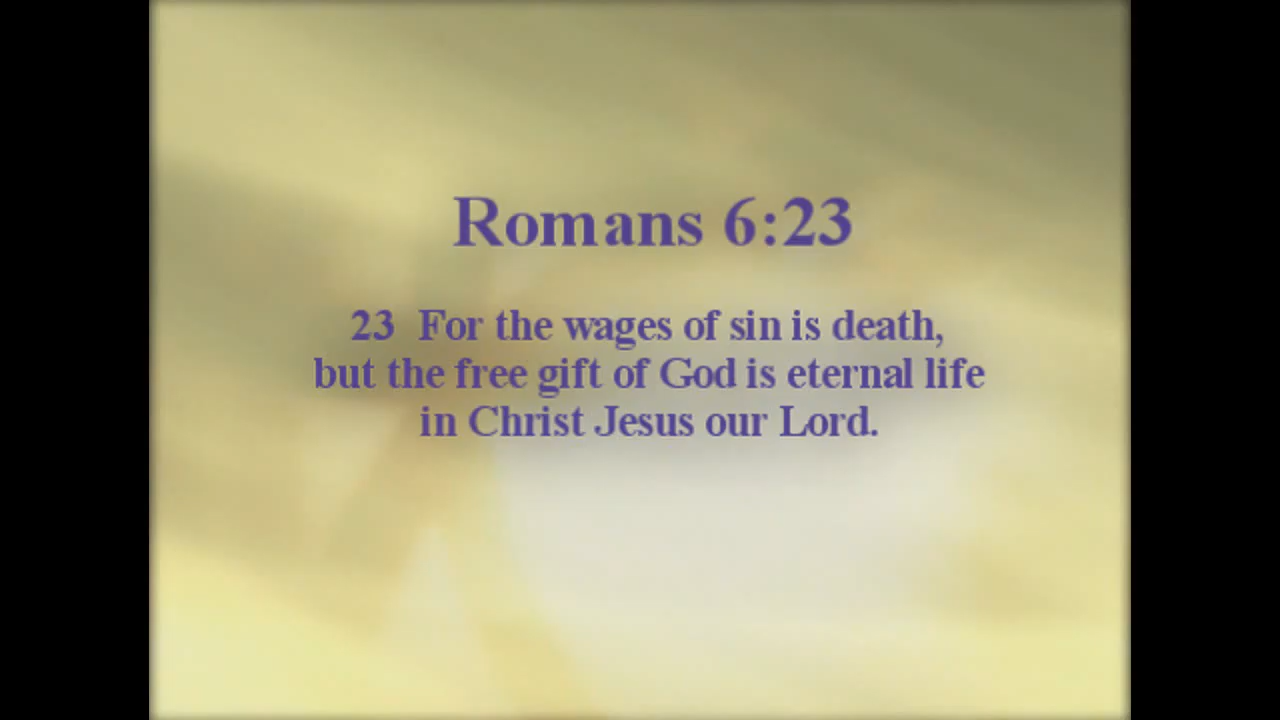 Romans 6:23
23 For the wages of sin is death,
but the free gift of God is eternal life
in Christ Jesus our Lord.